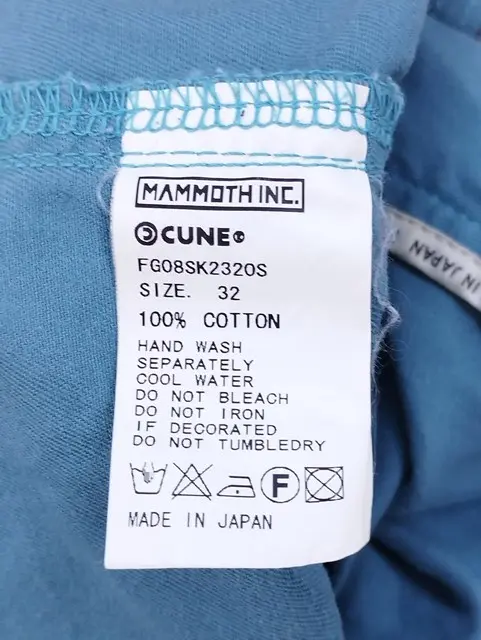 MAMMOTH INC.
CUNE
FG08SK2320S
SIZE. 32
100% COTTON
HAND WASH
SEPARATELY
COOL WATER
DO NOT BLEACH
DO NOT IRON
IF DECORATED
DO NOT TUMBLEDRY
F
MADE IN JAPAN
IN JAPAN